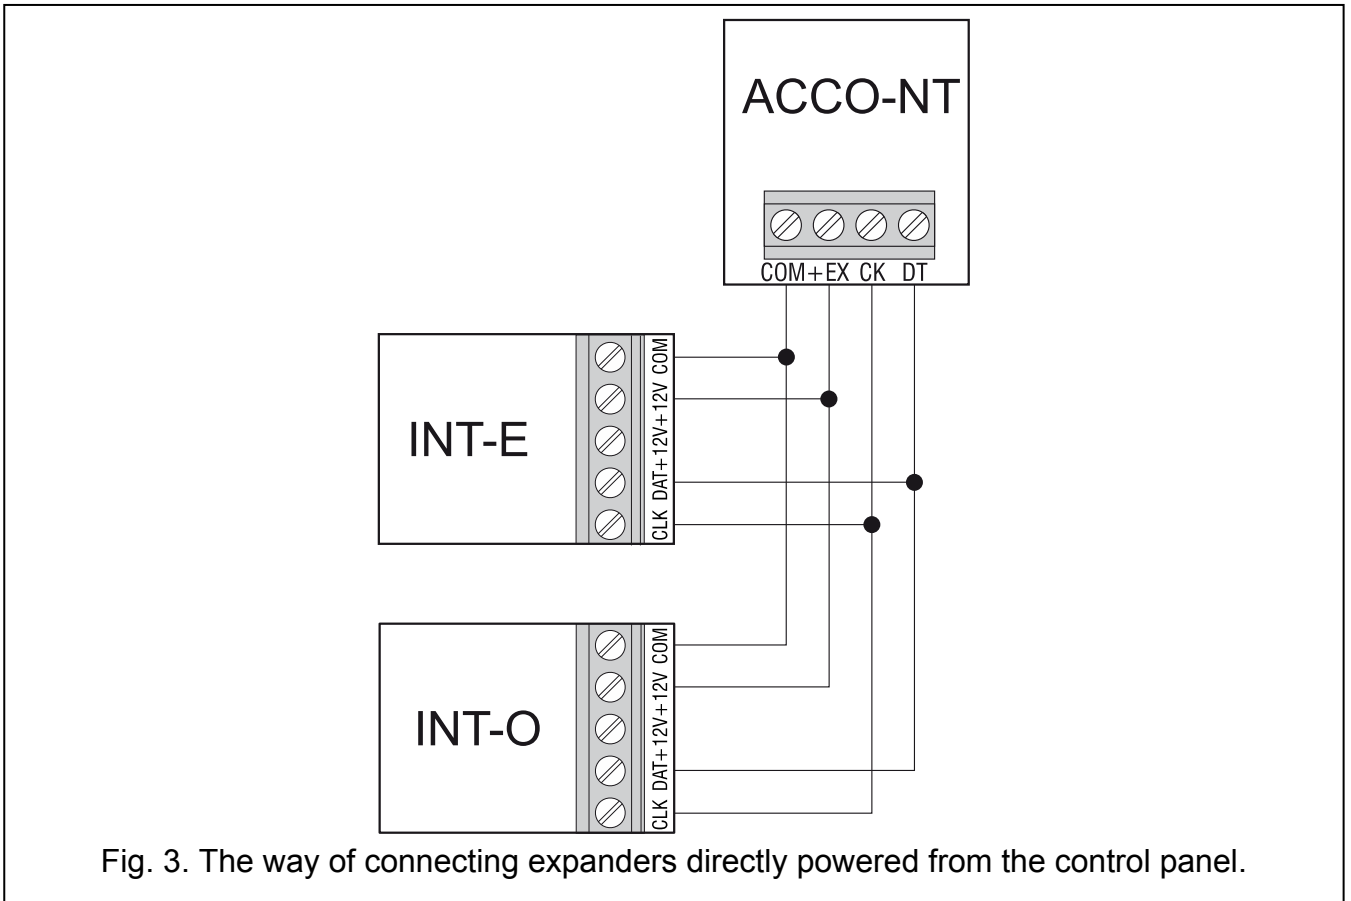 ACCO-NT
COM +EX CK DT
INT-E
CLK DAT +12V +12V COM
INT-O
CLK DAT +12V +12V COM
Fig. 3. The way of connecting expanders directly powered from the control panel.